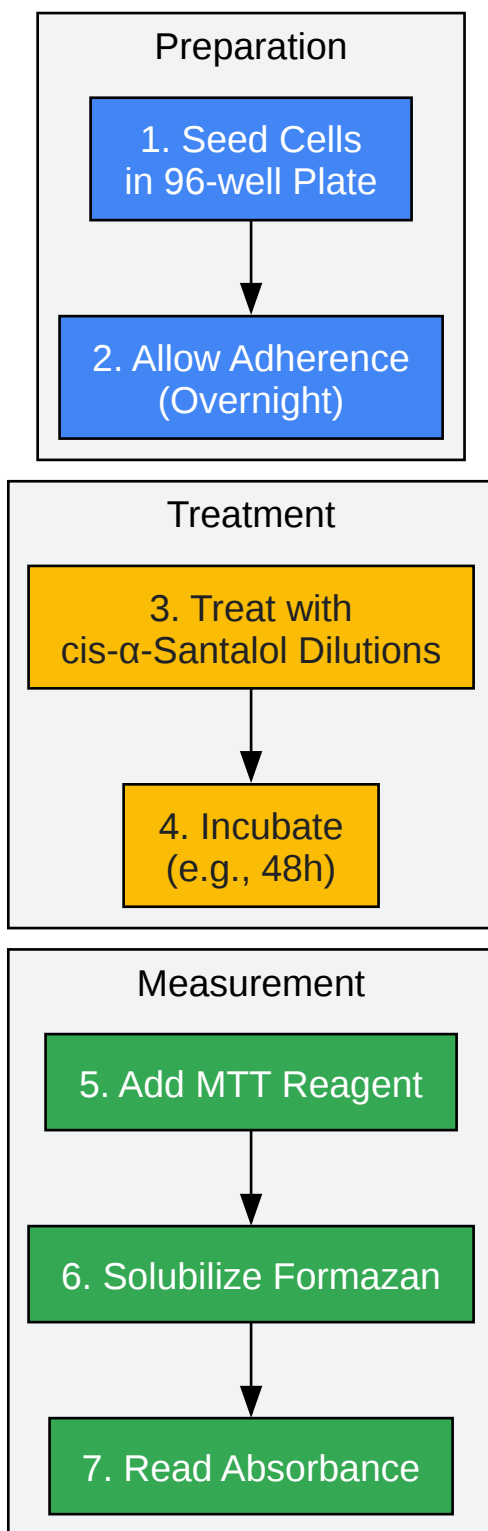 Preparation
1. Seed Cells
in 96-well Plate
2. Allow Adherence
(Overnight)
Treatment
3. Treat with
cis-α-Santalol Dilutions
4. Incubate
(e.g., 48h)
Measurement
5. Add MTT Reagent
6. Solubilize Formazan
7. Read Absorbance